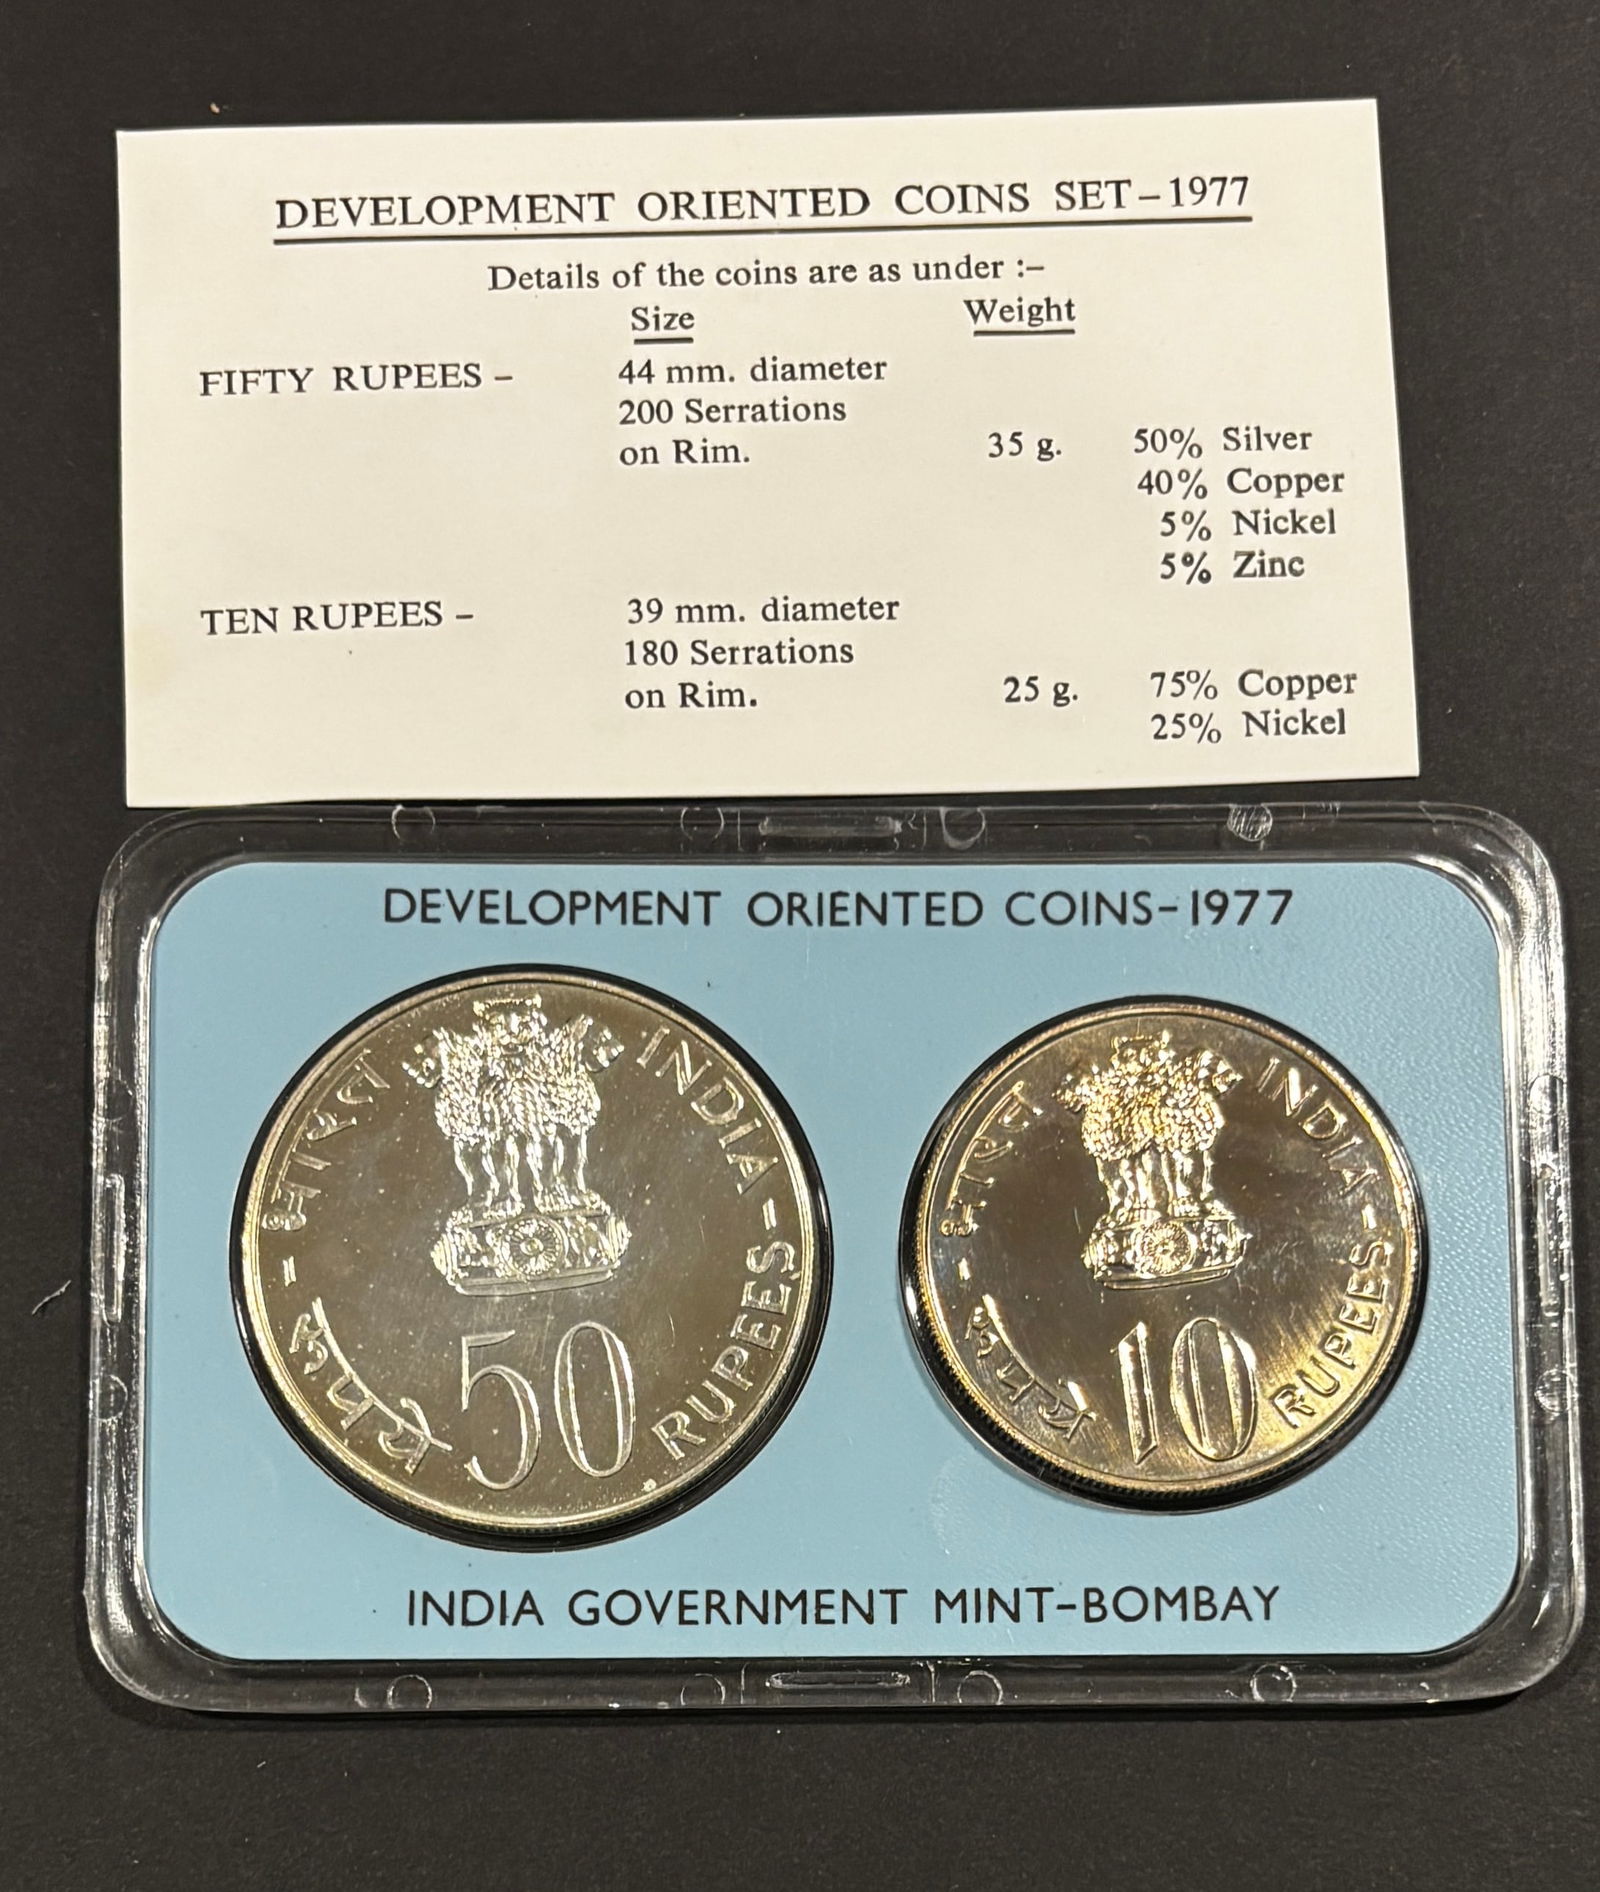 DEVELOPMENT ORIENTED COINS SET-1977
Details of the coins are as under :-
Size Weight
FIFTY RUPEES - 44 mm. diameter
200 Serrations
on Rim. 35 g. 50% Silver
40% Copper
5% Nickel
5% Zinc
TEN RUPEES - 39 mm. diameter
180 Serrations
on Rim. 25 g. 75% Copper
25% Nickel
DEVELOPMENT ORIENTED COINS-1977
भारत INDIA
रुपये 50 RUPEES
भारत INDIA
रुपये 10 RUPEES
INDIA GOVERNMENT MINT-BOMBAY